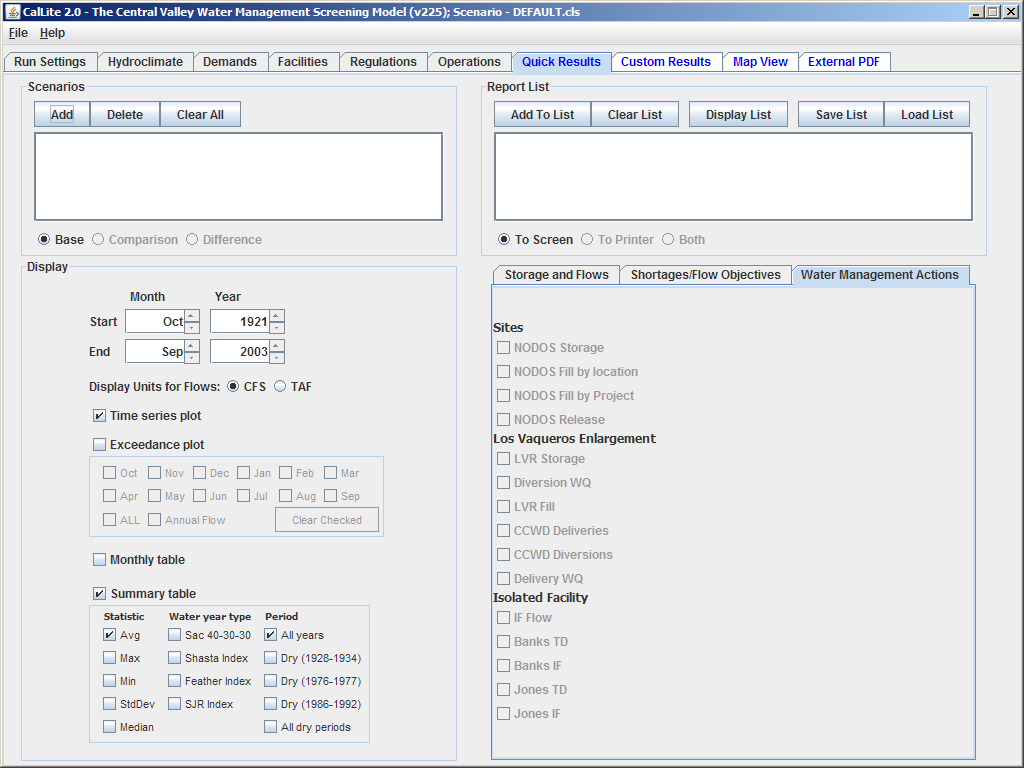 CalLite 2.0 - The Central Valley Water Management Screening Model (v225); Scenario - DEFAULT.cls
File Help
Run Settings Hydroclimate Demands Facilities Regulations Operations Quick Results Custom Results Map View External PDF
Scenarios
Add Delete Clear All
Base Comparison Difference
Report List
Add To List Clear List Display List Save List Load List
To Screen To Printer Both
Display
Month Year
Start Oct 1921
End Sep 2003
Display Units for Flows: CFS TAF
Time series plot
Exceedance plot
Oct Nov Dec Jan Feb Mar
Apr May Jun Jul Aug Sep
ALL Annual Flow Clear Checked
Monthly table
Summary table
Statistic Water year type Period
Avg Sac 40-30-30 All years
Max Shasta Index Dry (1928-1934)
Min Feather Index Dry (1976-1977)
StdDev SJR Index Dry (1986-1992)
Median All dry periods
Storage and Flows Shortages/Flow Objectives Water Management Actions
Sites
NODOS Storage
NODOS Fill by location
NODOS Fill by Project
NODOS Release
Los Vaqueros Enlargement
LVR Storage
Diversion WQ
LVR Fill
CCWD Deliveries
CCWD Diversions
Delivery WQ
Isolated Facility
IF Flow
Banks TD
Banks IF
Jones TD
Jones IF